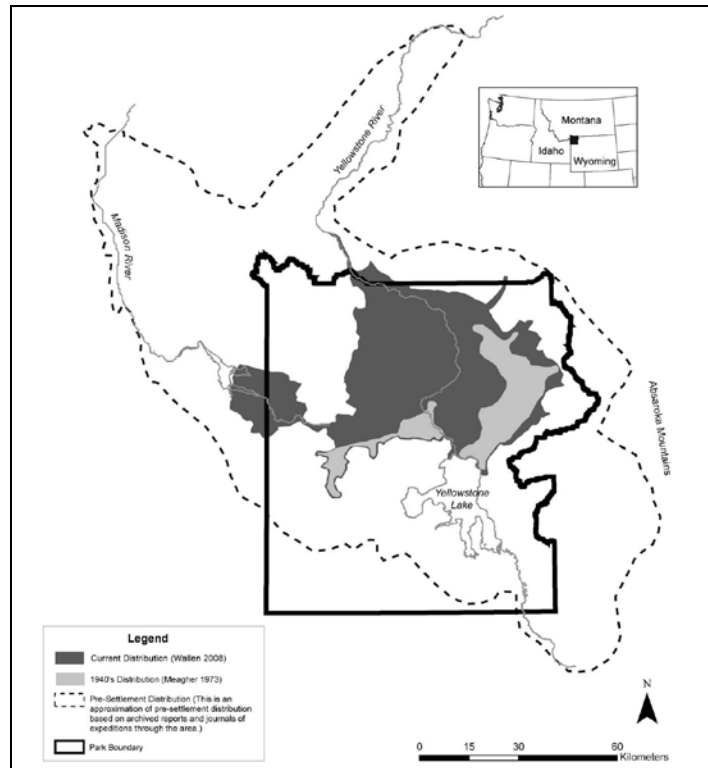 Yellowstone River
Montana
Idaho
Wyoming
Madison River
Absaroka Mountains
Yellowstone
Lake
Legend
Current Distribution (Wallen 2008)
1940's Distribution (Meagher 1973)
Pre-Settlement Distribution (This is an
approximation of pre-settlement distribution
based on archived reports and journals of
expeditions through the area.)
Park Boundary
N
0 15 30 60
Kilometers